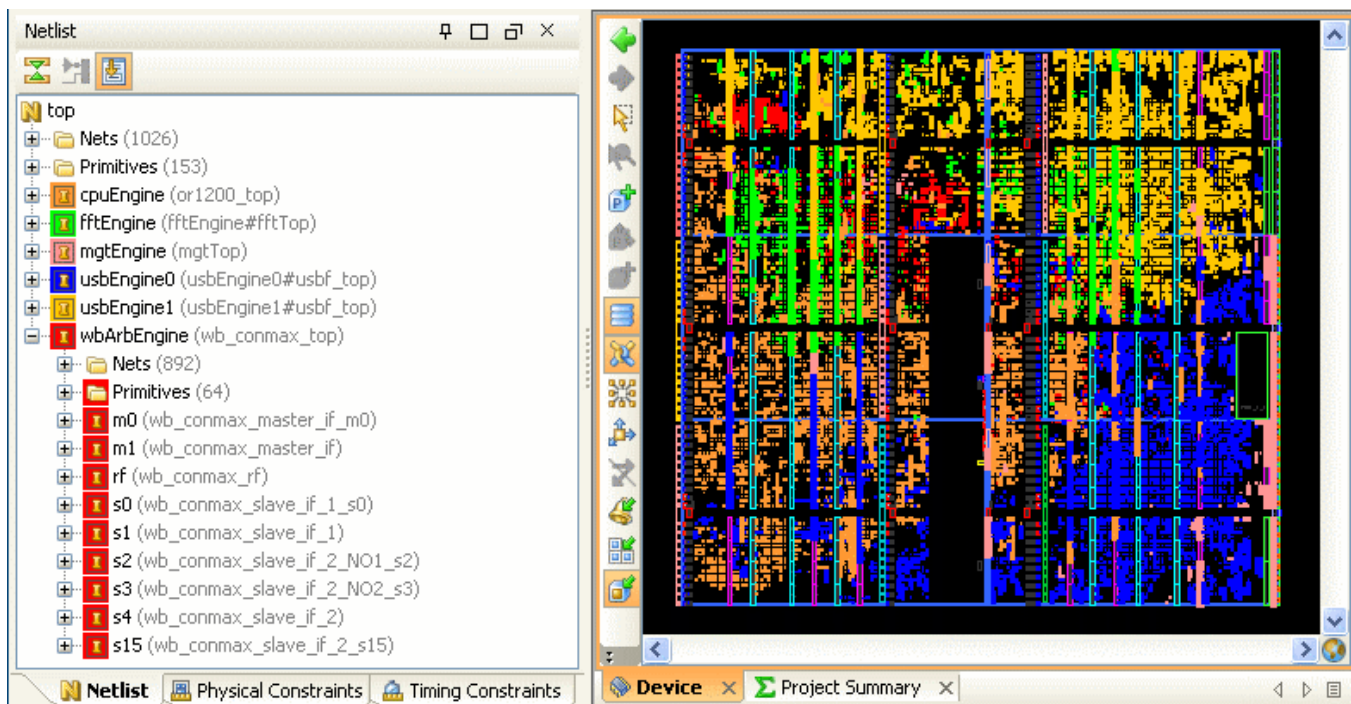 Netlist
top
Nets (1026)
Primitives (153)
cpuEngine (or1200_top)
fftEngine (fftEngine#fftTop)
mgtEngine (mgtTop)
usbEngine0 (usbEngine0#usbf_top)
usbEngine1 (usbEngine1#usbf_top)
wbArbEngine (wb_conmax_top)
Nets (892)
Primitives (64)
m0 (wb_conmax_master_if_m0)
m1 (wb_conmax_master_if)
rf (wb_conmax_rf)
s0 (wb_conmax_slave_if_1_s0)
s1 (wb_conmax_slave_if_1)
s2 (wb_conmax_slave_if_2_NO1_s2)
s3 (wb_conmax_slave_if_2_NO2_s3)
s4 (wb_conmax_slave_if_2)
s15 (wb_conmax_slave_if_2_s15)
Netlist Physical Constraints Timing Constraints
Device Project Summary